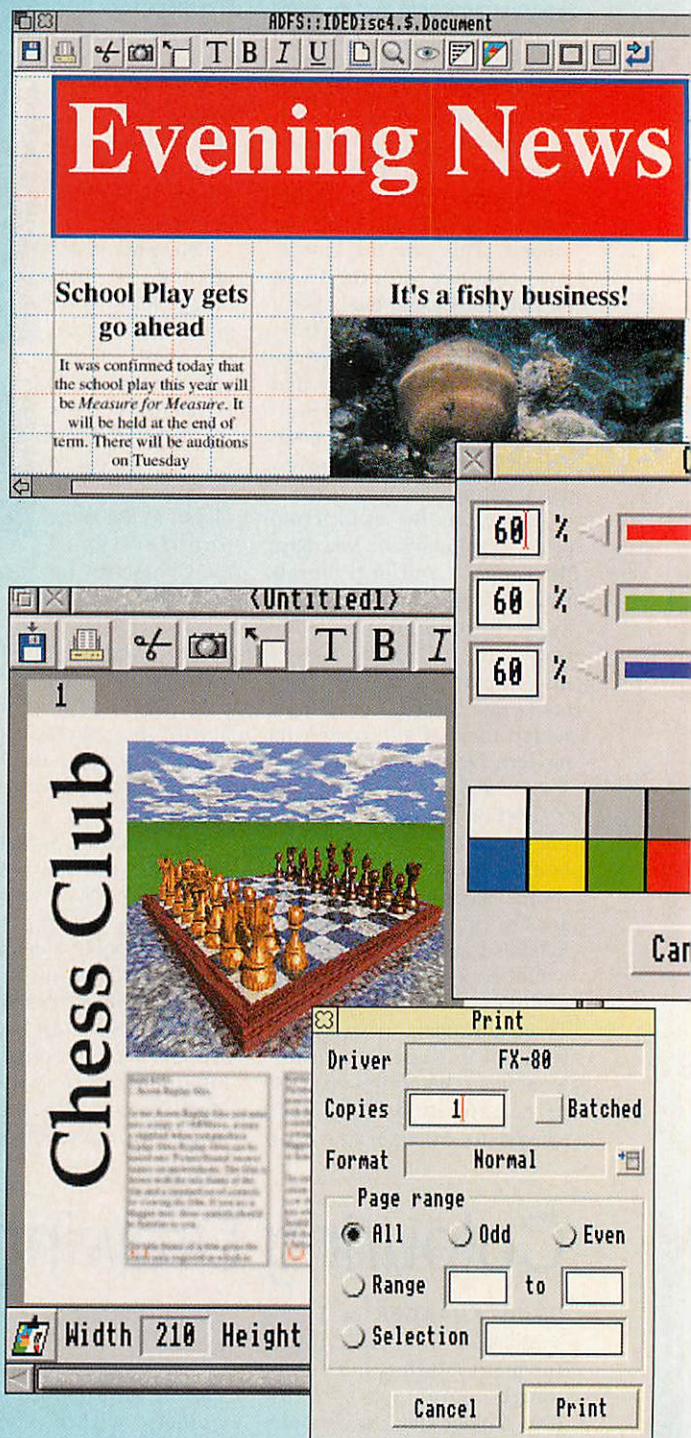 ADFS::IDEDisc4.$.Document
T B I U
Evening News
School Play gets
go ahead
It was confirmed today that
the school play this year will
be Measure for Measure. It
will be held at the end of
term. There will be auditions
on Tuesday
It's a fishy business!
C
60 %
60 %
60 %
Can
<Untitled1>
T B I
1
Chess Club
Width 210 Height
Print
Driver FX-80
Copies 1 Batched
Format Normal
Page range
All Odd Even
Range to
Selection
Cancel Print